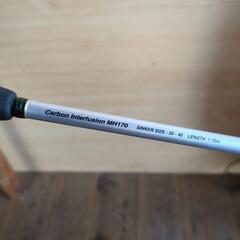 Carbon Interfusion MH170 SINKER SIZE : 20 - 40 LENGTH 1.70m